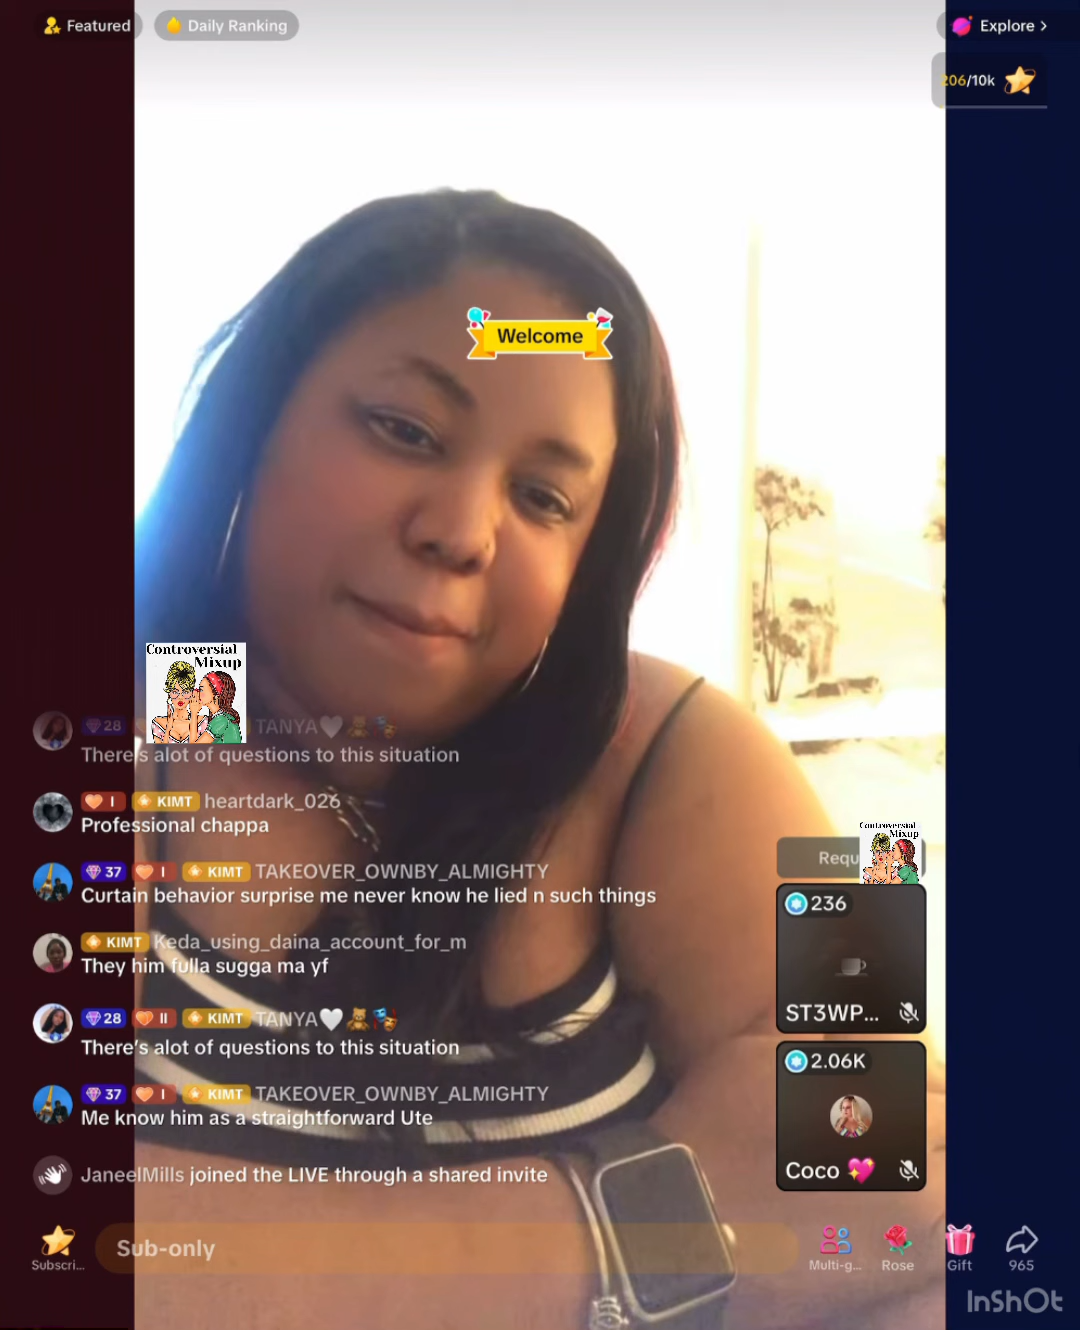 Featured
Daily Ranking
Explore >
206/10k
Welcome
Controversial
Mixup
28 TANYA🤍🧸🎭
There's alot of questions to this situation
I KIMT heartdark_026
Professional chappa
Controversial
Mixup
Requ
37 I KIMT TAKEOVER_OWNBY_ALMIGHTY
Curtain behavior surprise me never know he lied n such things
236
KIMT Keda_using_daina_account_for_m
They him fulla sugga ma yf
ST3WP...
28 II KIMT TANYA🤍🧸🎭
There's alot of questions to this situation
2.06K
37 I KIMT TAKEOVER_OWNBY_ALMIGHTY
Me know him as a straightforward Ute
Coco 💖
JaneelMills joined the LIVE through a shared invite
Sub-only
Subscri...
Multi-g...
Rose
Gift
965
InShOt